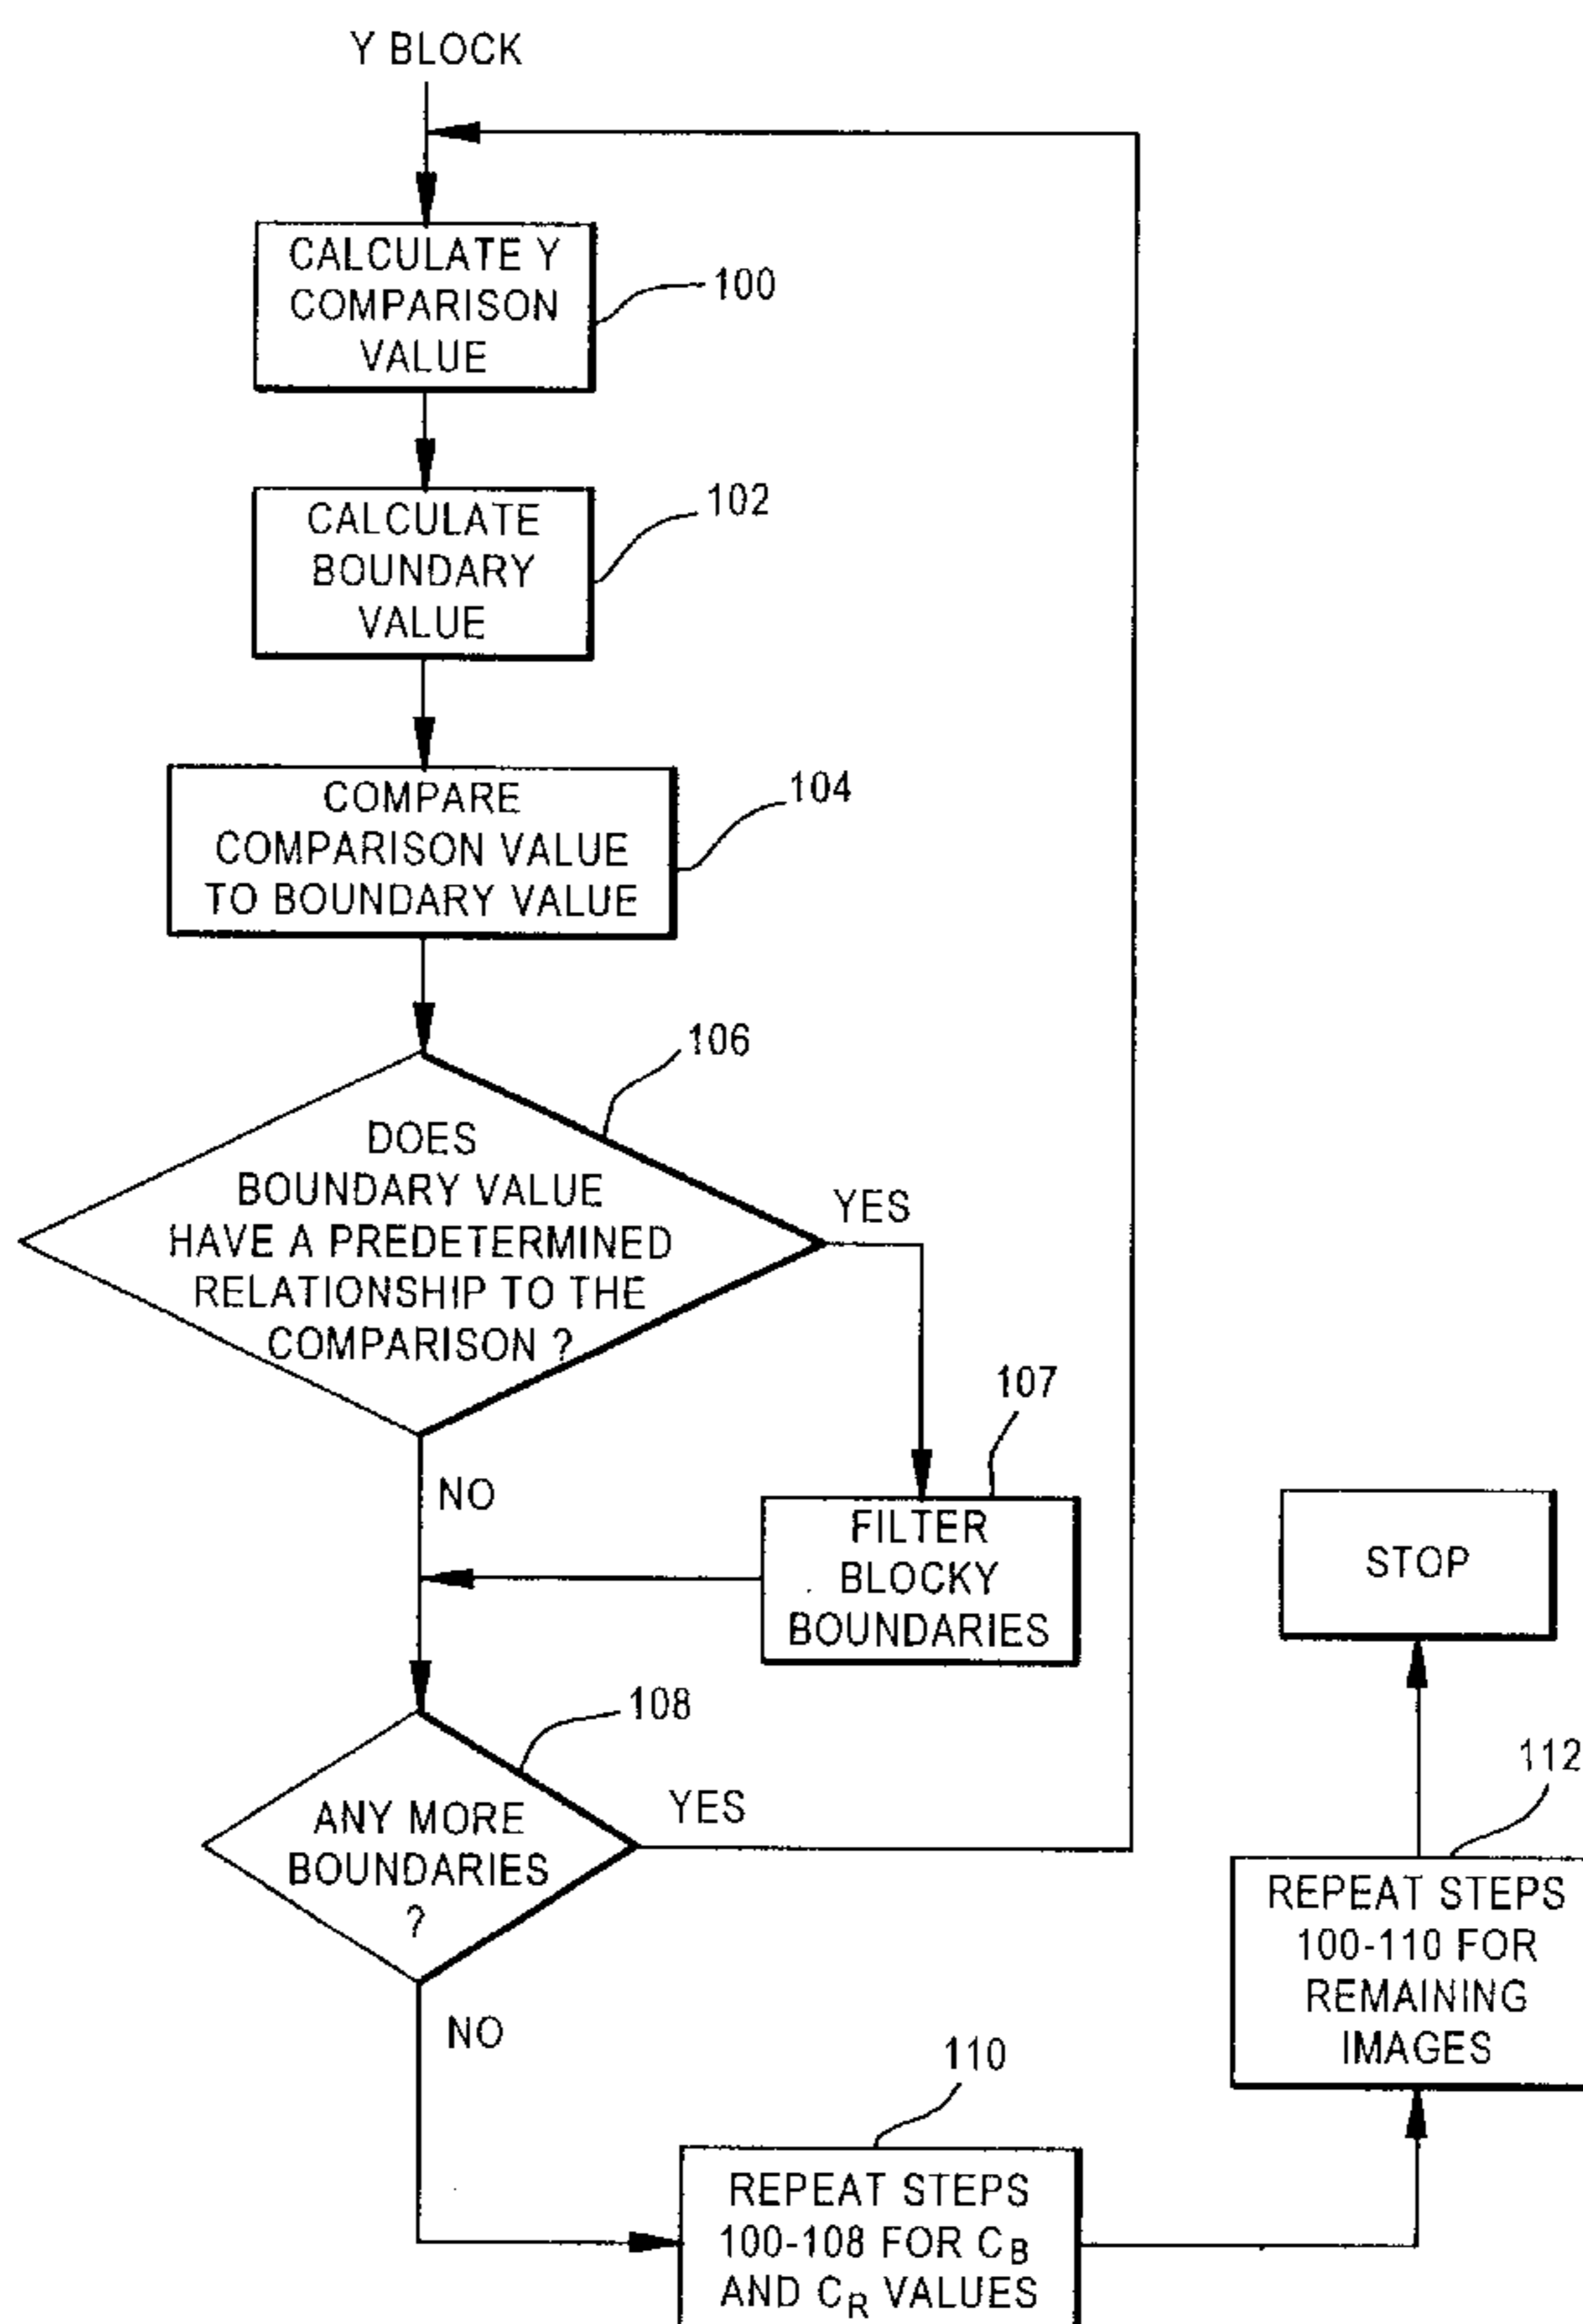 Y BLOCK
CALCULATE Y
COMPARISON
VALUE
100
CALCULATE
BOUNDARY
VALUE
102
COMPARE
COMPARISON VALUE
TO BOUNDARY VALUE
104
DOES
BOUNDARY VALUE
HAVE A PREDETERMINED
RELATIONSHIP TO THE
COMPARISON ?
106
YES
NO
107
FILTER
BLOCKY
BOUNDARIES
108
ANY MORE
BOUNDARIES
?
YES
NO
110
REPEAT STEPS
100-108 FOR CB
AND CR VALUES
112
REPEAT STEPS
100-110 FOR
REMAINING
IMAGES
STOP